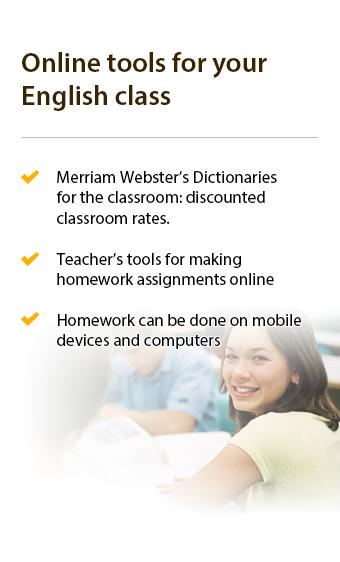 Online tools for your
English class
Merriam Webster’s Dictionaries
for the classroom: discounted
classroom rates.
Teacher’s tools for making
homework assignments online
Homework can be done on mobile
devices and computers